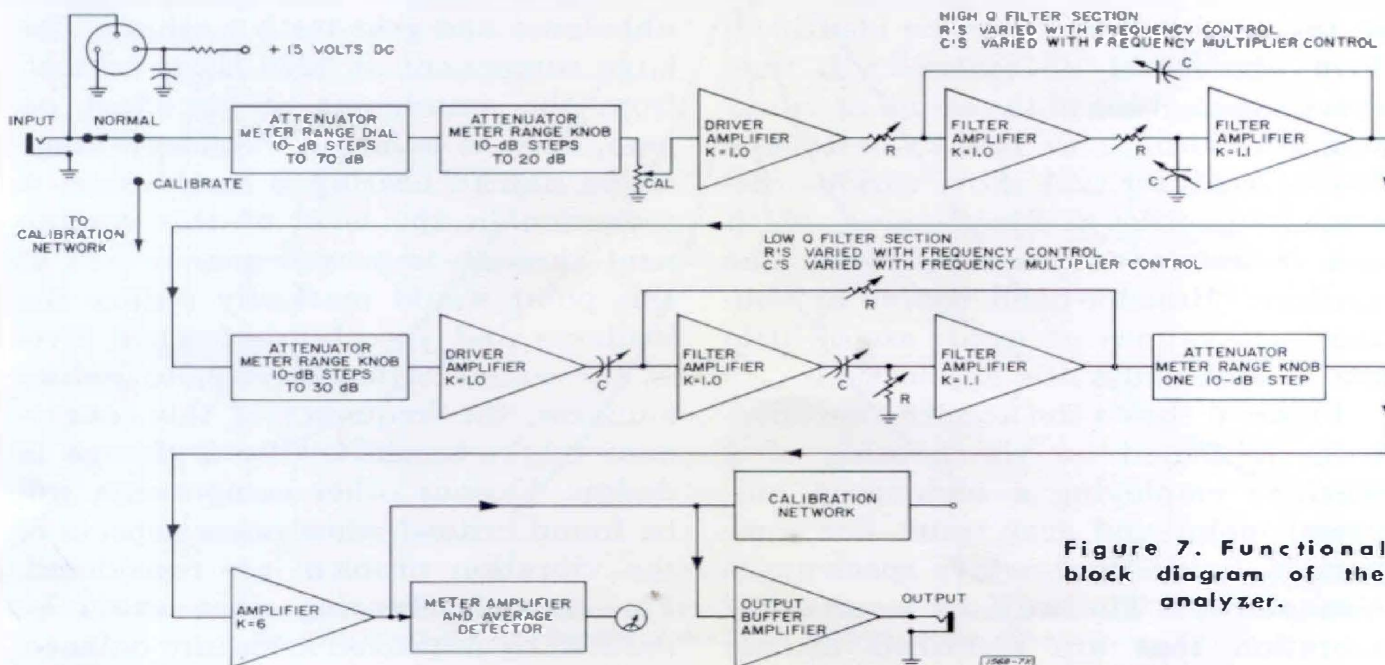 HIGH Q FILTER SECTION
R'S VARIED WITH FREQUENCY CONTROL
C'S VARIED WITH FREQUENCY MULTIPLIER CONTROL
+ 15 VOLTS DC
C
INPUT
NORMAL
ATTENUATOR
METER RANGE DIAL
10-dB STEPS
TO 70 dB
ATTENUATOR
METER RANGE KNOB
10-dB STEPS
TO 20 dB
CAL
DRIVER
AMPLIFIER
K=1.0
R
FILTER
AMPLIFIER
K=1.0
R
C
FILTER
AMPLIFIER
K=1.1
CALIBRATE
TO
CALIBRATION
NETWORK
LOW Q FILTER SECTION
R'S VARIED WITH FREQUENCY CONTROL
C'S VARIED WITH FREQUENCY MULTIPLIER CONTROL
R
ATTENUATOR
METER RANGE KNOB
10-dB STEPS
TO 30 dB
DRIVER
AMPLIFIER
K=1.0
C
FILTER
AMPLIFIER
K=1.0
C
R
FILTER
AMPLIFIER
K=1.1
ATTENUATOR
METER RANGE KNOB
ONE 10-dB STEP
CALIBRATION
NETWORK
AMPLIFIER
K=6
METER AMPLIFIER
AND AVERAGE
DETECTOR
OUTPUT
BUFFER
AMPLIFIER
OUTPUT
Figure 7. Functional
block diagram of the
analyzer.